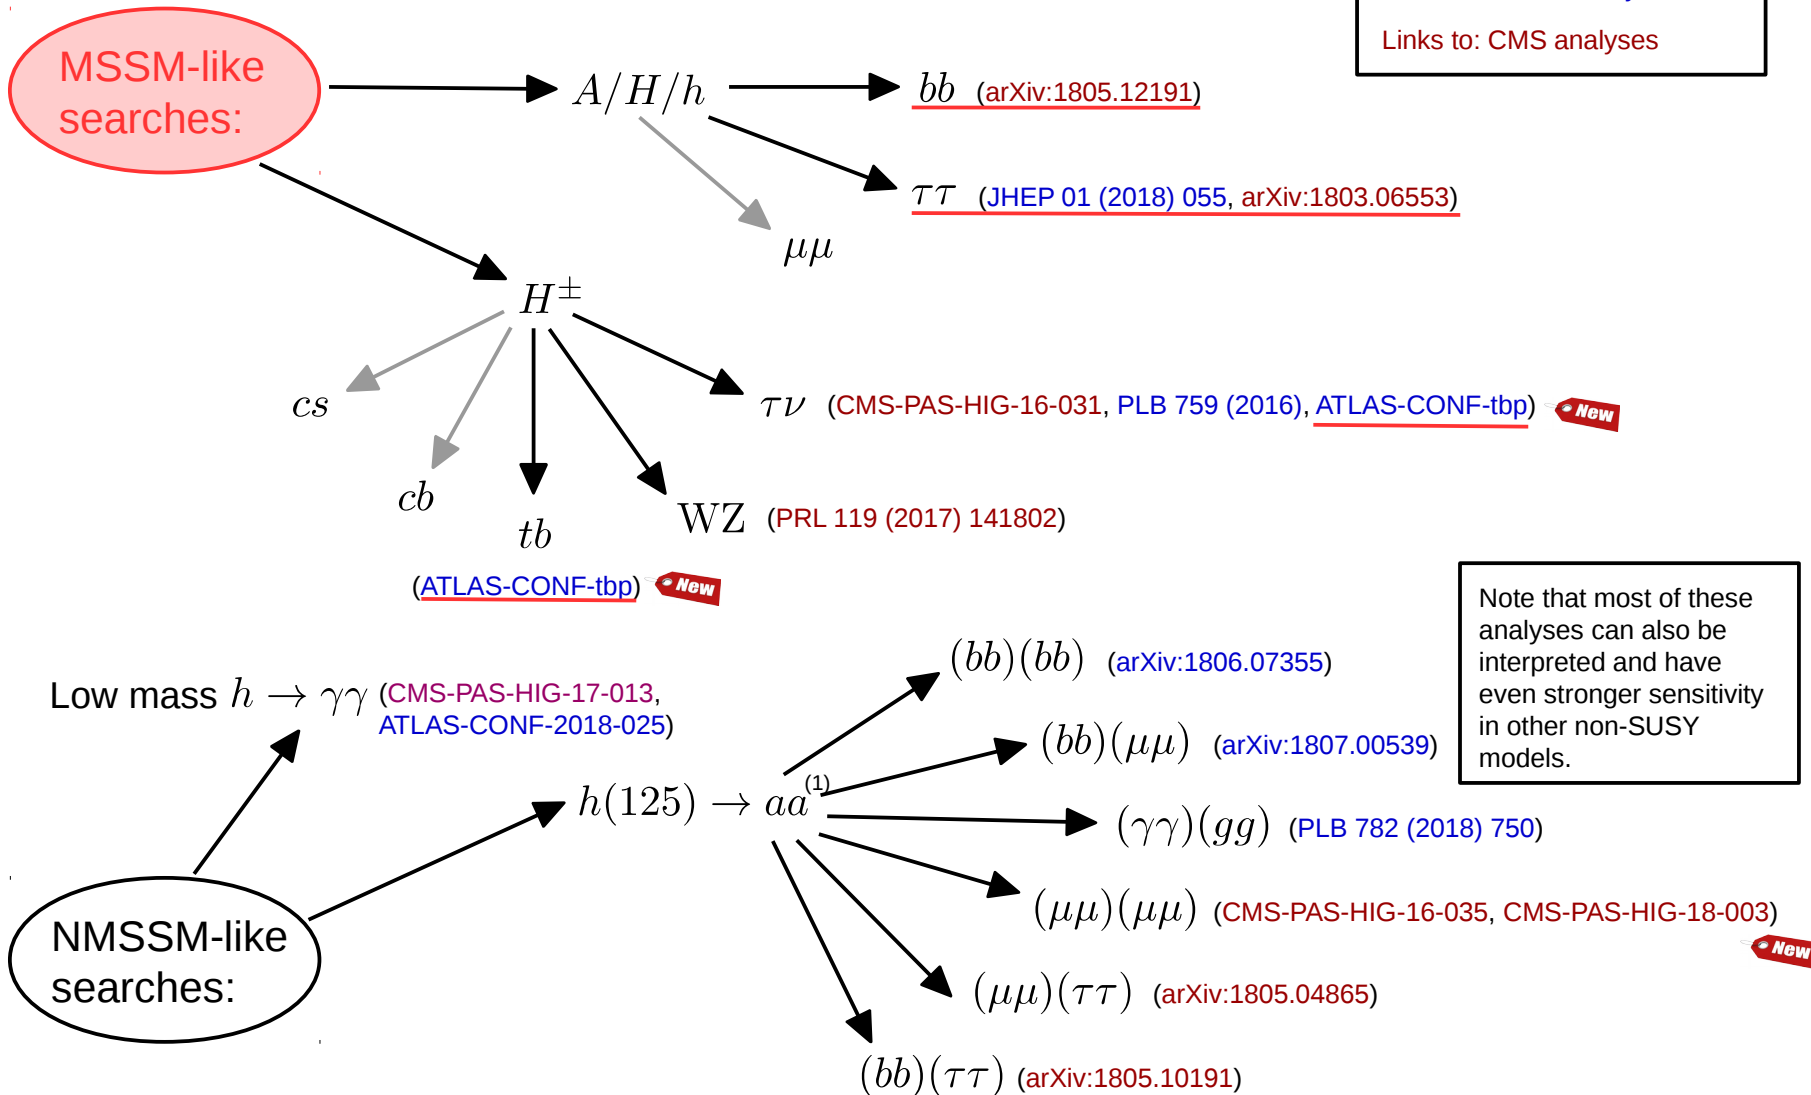 Links to: CMS analyses
MSSM-like
searches:
A/H/h
bb (arXiv:1805.12191)
ττ (JHEP 01 (2018) 055, arXiv:1803.06553)
μμ
H±
cs
τν (CMS-PAS-HIG-16-031, PLB 759 (2016), ATLAS-CONF-tbp) New
cb
WZ (PRL 119 (2017) 141802)
tb
(ATLAS-CONF-tbp) New
Note that most of these
analyses can also be
interpreted and have
even stronger sensitivity
in other non-SUSY
models.
Low mass h → γγ (CMS-PAS-HIG-17-013,
ATLAS-CONF-2018-025)
h(125) → aa(1)
(bb)(bb) (arXiv:1806.07355)
(bb)(μμ) (arXiv:1807.00539)
(γγ)(gg) (PLB 782 (2018) 750)
(μμ)(μμ) (CMS-PAS-HIG-16-035, CMS-PAS-HIG-18-003)
New
(μμ)(ττ) (arXiv:1805.04865)
(bb)(ττ) (arXiv:1805.10191)
NMSSM-like
searches: